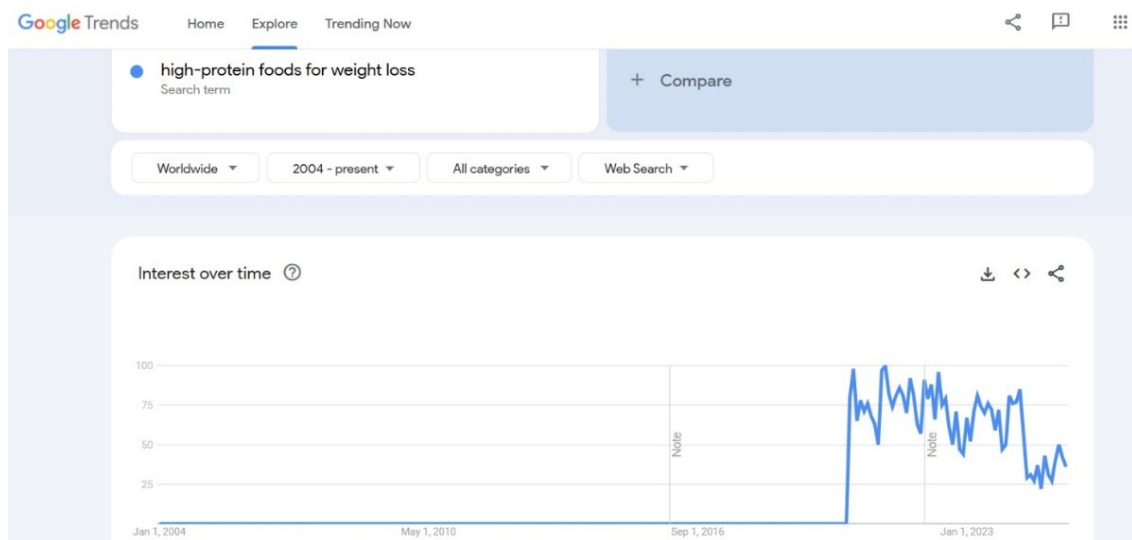 Google Trends Home Explore Trending Now
high-protein foods for weight loss
Search term
+ Compare
Worldwide 2004 - present All categories Web Search
Interest over time
100
75
50
25
Note
Note
Jan 1, 2004 May 1, 2010 Sep 1, 2016 Jan 1, 2023